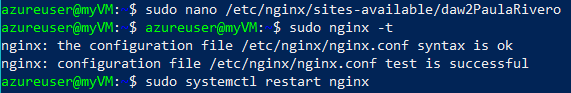 azureuser@myVM:~$ sudo nano /etc/nginx/sites-available/daw2PaulaRivero
azureuser@myVM:~$ azureuser@myVM:~$ sudo nginx -t
nginx: the configuration file /etc/nginx/nginx.conf syntax is ok
nginx: configuration file /etc/nginx/nginx.conf test is successful
azureuser@myVM:~$ sudo systemctl restart nginx